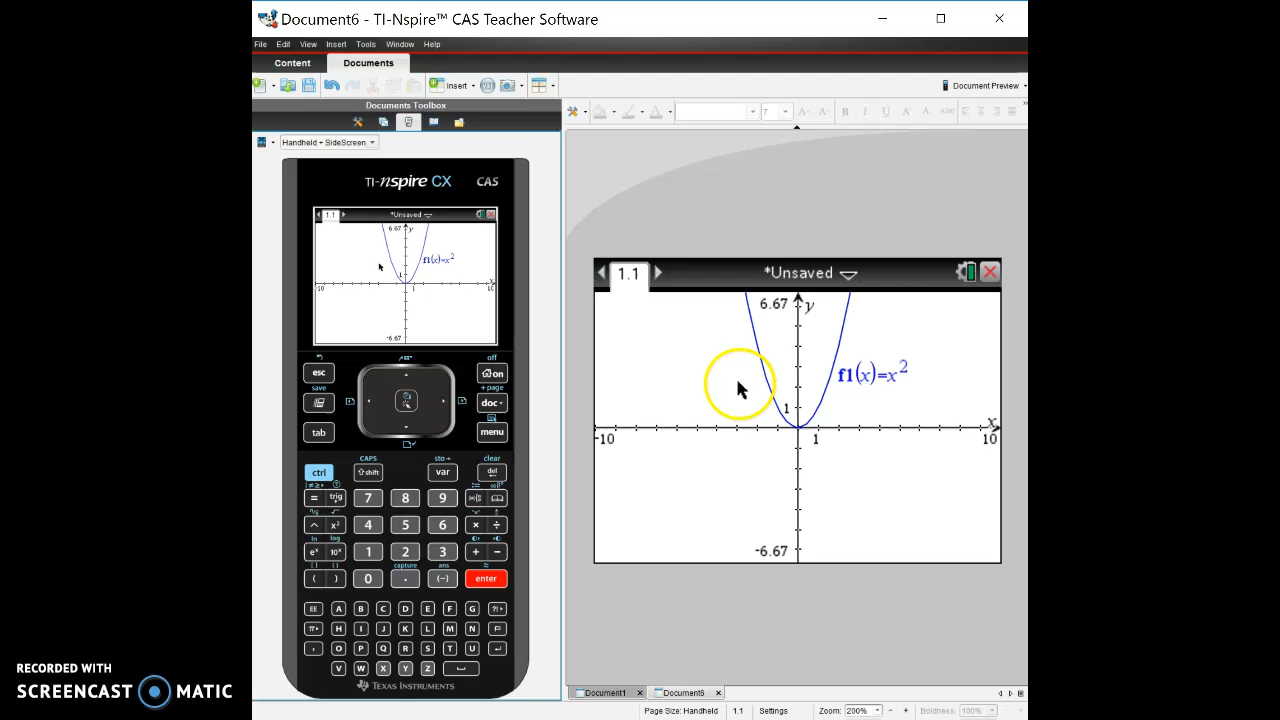 Document6 - TI-Nspire™ CAS Teacher Software
File Edit View Insert Tools Window Help
Content Documents
Insert Document Preview
Documents Toolbox
7 B I U A A ABC
Handheld + SideScreen
TI-nspire CX CAS
1.1 *Unsaved
6.67 y
f1(x)=x²
1
x
-10 1 10
-6.67
1.1 *Unsaved
6.67 y
f1(x)=x²
1
x
-10 1 10
-6.67
off
esc on
save + page
doc
tab menu
CAPS sto→ clear
ctrl shift var del
= trig 7 8 9
^ x² 4 5 6 × ÷
ln log
eˣ 10ˣ 1 2 3 + −
capture ans ≈
( ) 0 . (−) enter
EE A B C D E F G ?!
π H I J K L M N
, O P Q R S T U
V W X Y Z
TEXAS INSTRUMENTS
RECORDED WITH
SCREENCAST MATIC
Document1 Document6
Page Size: Handheld 1.1 Settings Zoom: 200% − + Boldness: 100%